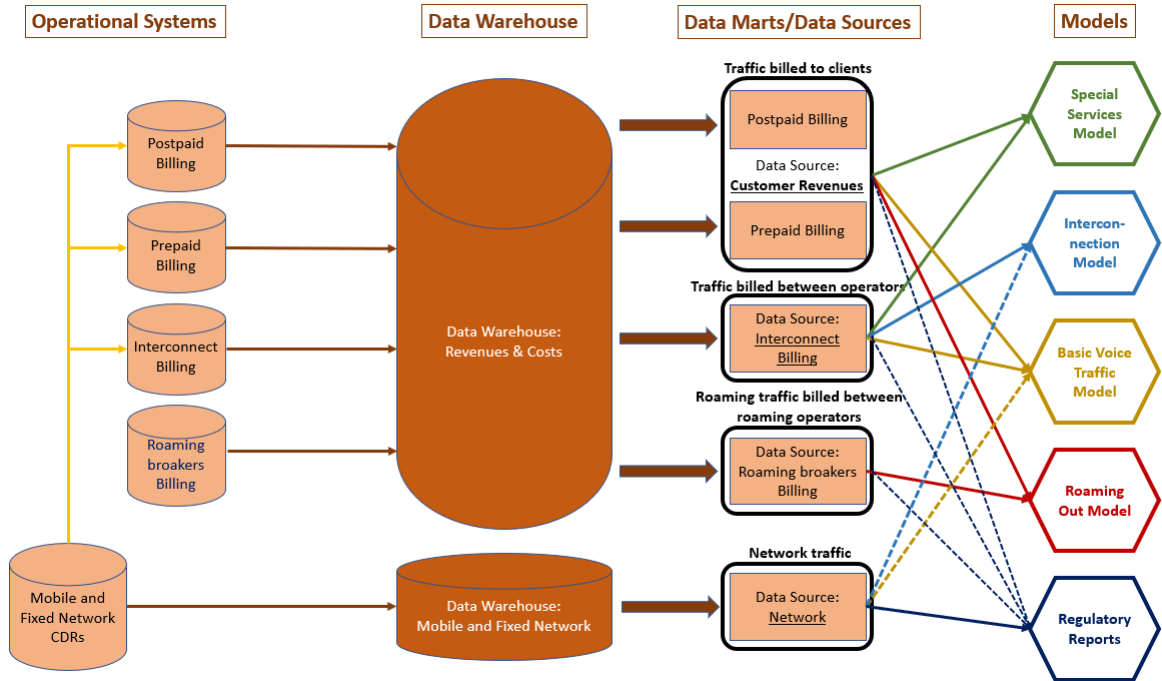 Operational Systems
Data Warehouse
Data Marts/Data Sources
Models
Postpaid
Billing
Prepaid
Billing
Interconnect
Billing
Roaming
broakers
Billing
Mobile and
Fixed Network
CDRs
Data Warehouse:
Revenues & Costs
Data Warehouse:
Mobile and Fixed Network
Traffic billed to clients
Postpaid Billing
Data Source:
Customer Revenues
Prepaid Billing
Traffic billed between operators
Data Source:
Interconnect
Billing
Roaming traffic billed between
roaming operators
Data Source:
Roaming broakers
Billing
Network traffic
Data Source:
Network
Special
Services
Model
Intercon-
nection
Model
Basic Voice
Traffic
Model
Roaming
Out Model
Regulatory
Reports